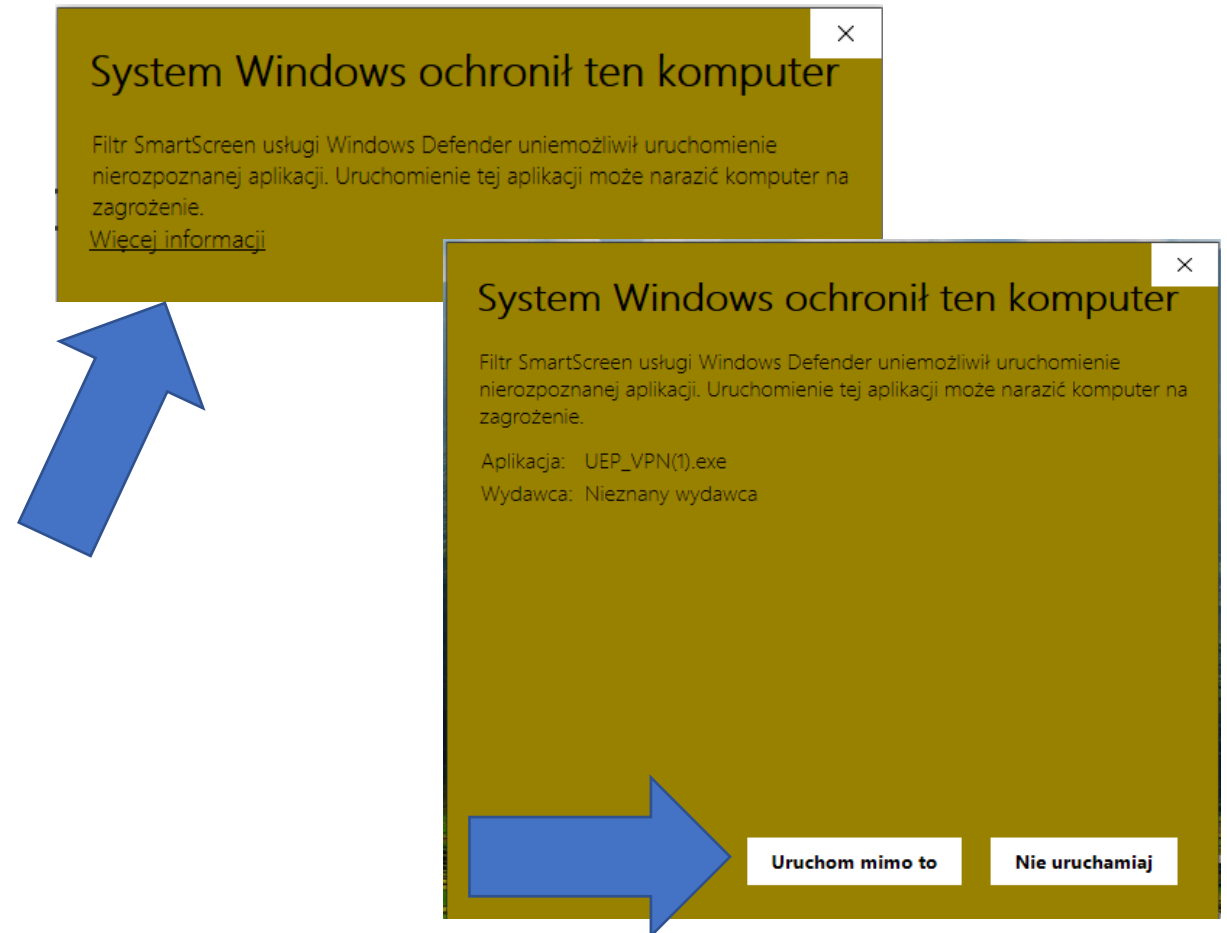 System Windows ochronił ten komputer
Filtr SmartScreen usługi Windows Defender uniemożliwił uruchomienie
nierozpoznanej aplikacji. Uruchomienie tej aplikacji może narazić komputer na
zagrożenie.
Więcej informacji
System Windows ochronił ten komputer
Filtr SmartScreen usługi Windows Defender uniemożliwił uruchomienie
nierozpoznanej aplikacji. Uruchomienie tej aplikacji może narazić komputer na
zagrożenie.
Aplikacja: UEP_VPN(1).exe
Wydawca: Nieznany wydawca
Uruchom mimo to Nie uruchamiaj